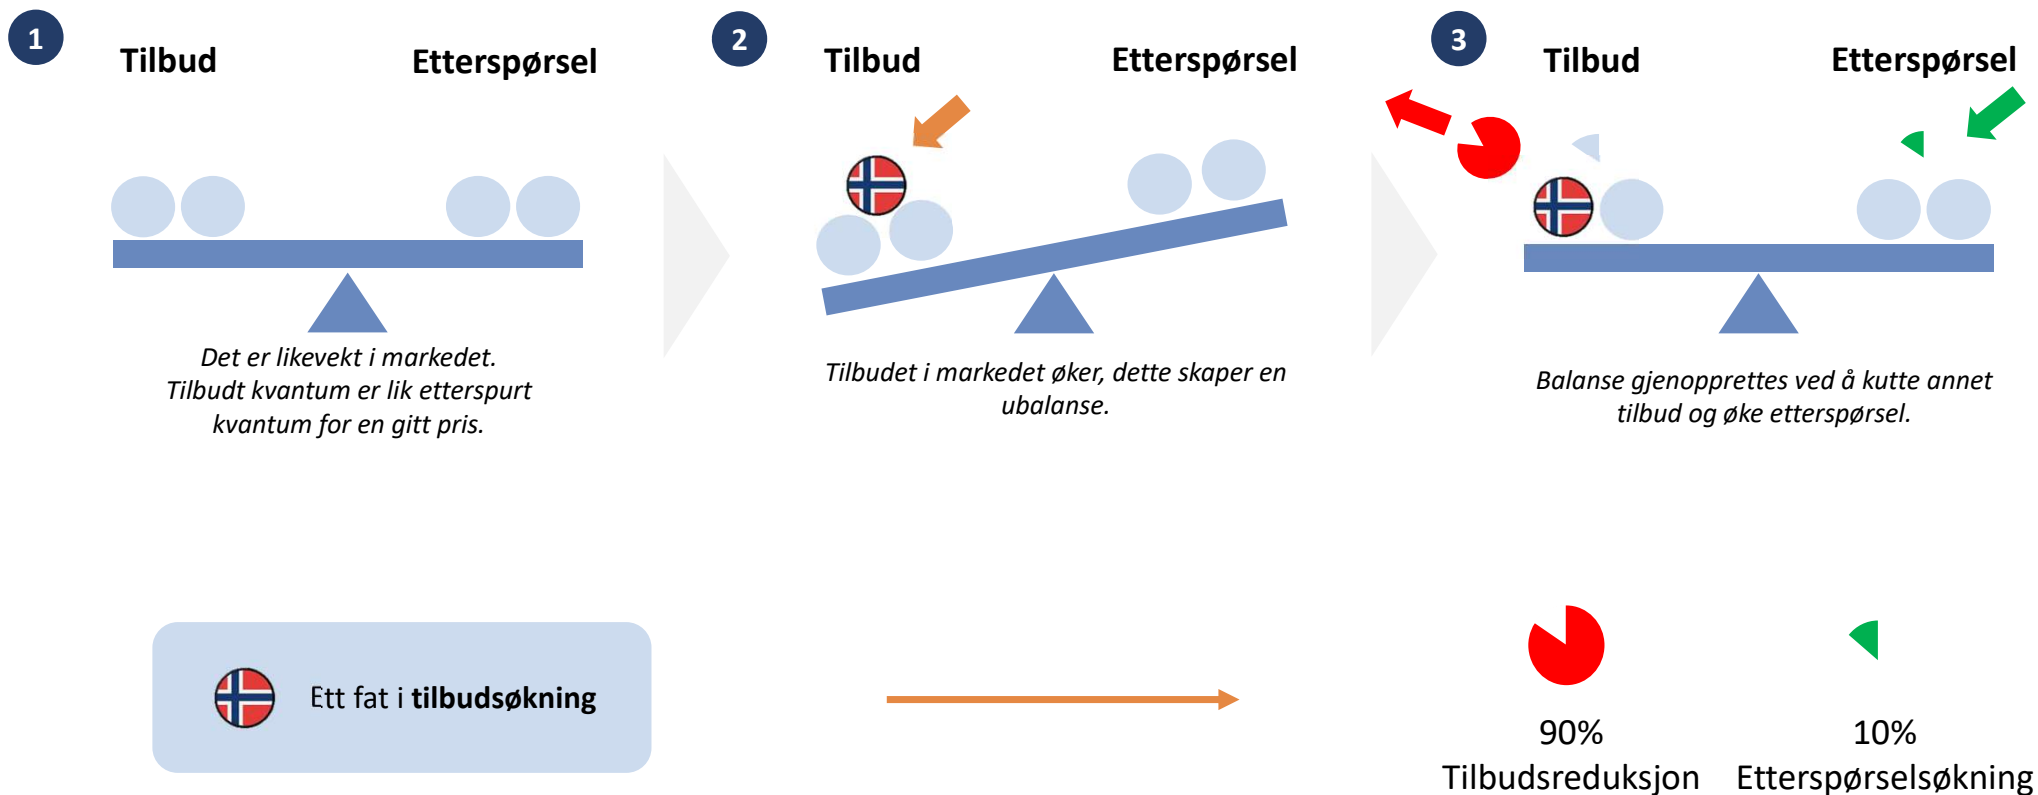 1
Tilbud
Etterspørsel
Det er likevekt i markedet.
Tilbudt kvantum er lik etterspurt
kvantum for en gitt pris.
2
Tilbud
Etterspørsel
Tilbudet i markedet øker, dette skaper en
ubalanse.
3
Tilbud
Etterspørsel
Balanse gjenopprettes ved å kutte annet
tilbud og øke etterspørsel.
Ett fat i tilbudsøkning
90%
Tilbudsreduksjon
10%
Etterspørselsøkning